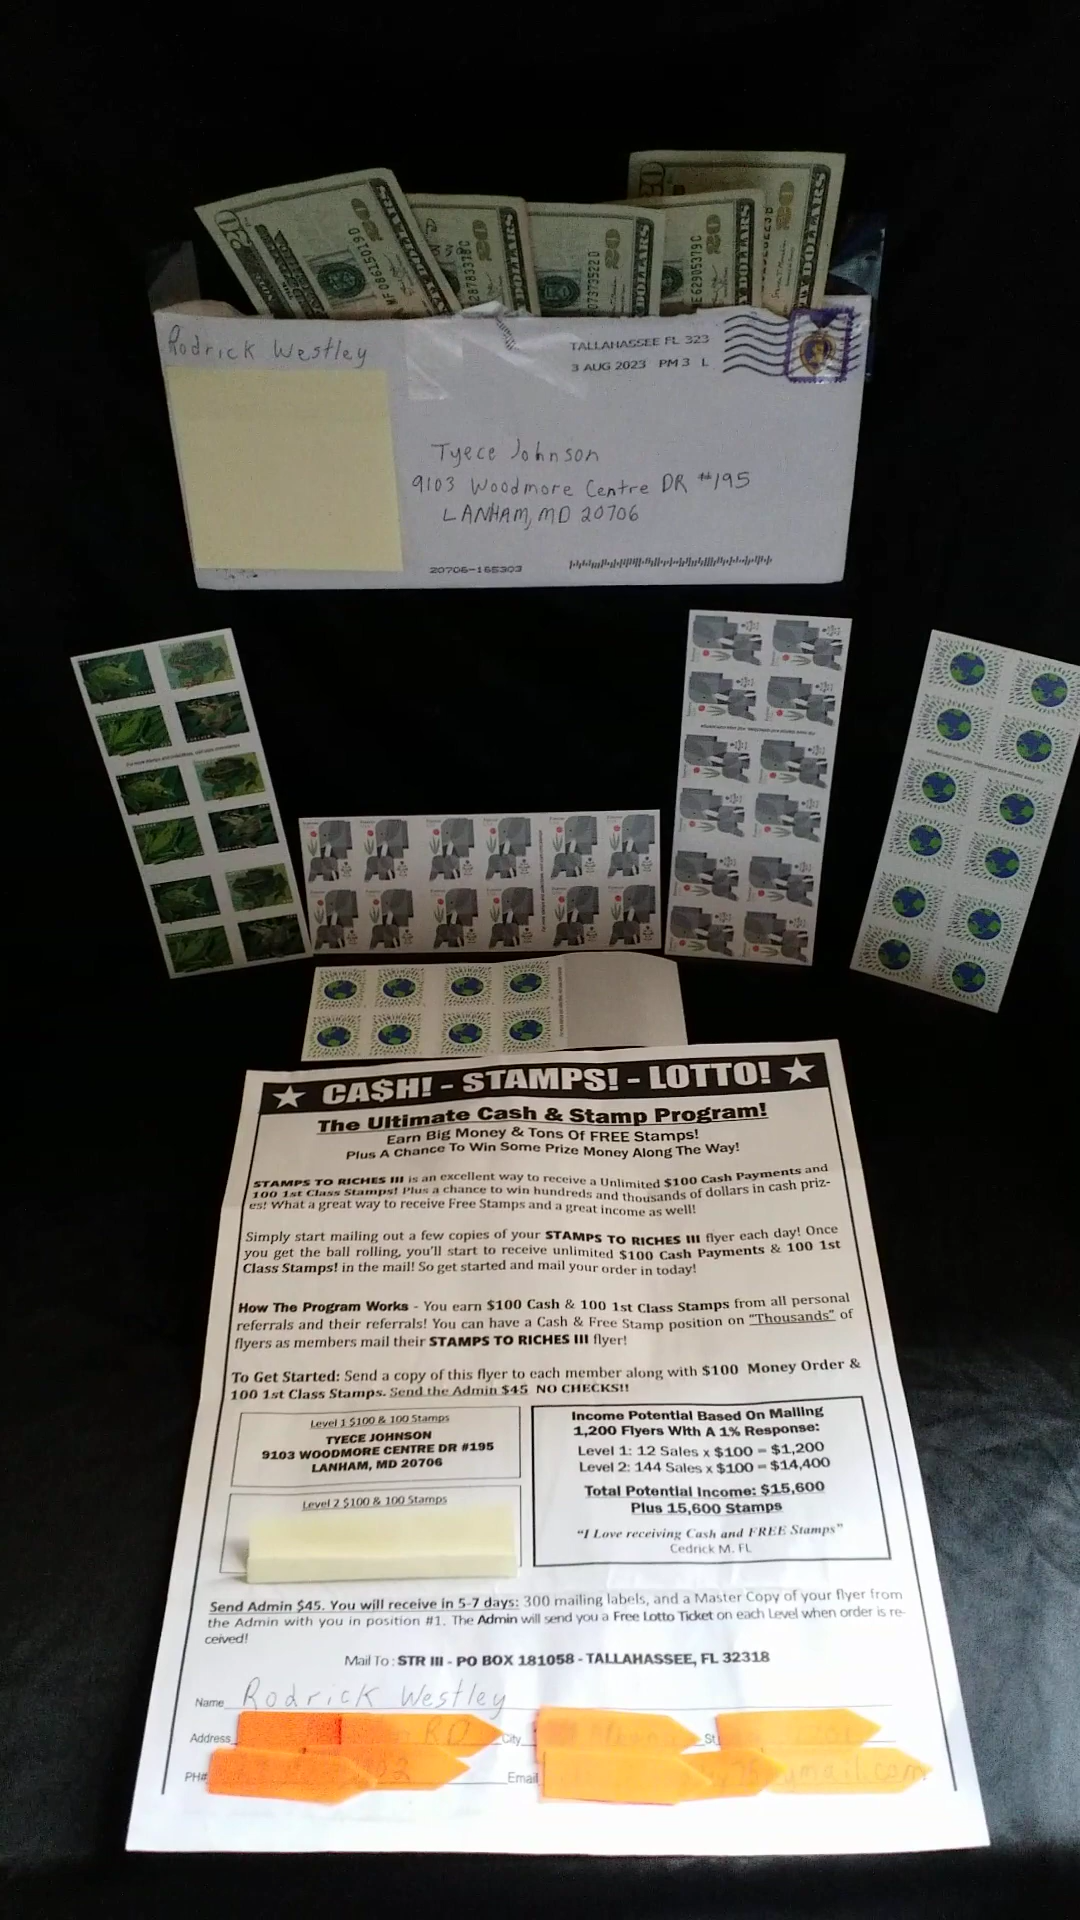 Rodrick Westley
TALLAHASSEE FL 323
3 AUG 2023 PM 3 L
Tyece Johnson
9103 Woodmore Centre DR #195
LANHAM, MD 20706
20706-165303
★ CA$H! - STAMPS! - LOTTO! ★
The Ultimate Cash & Stamp Program!
Earn Big Money & Tons Of FREE Stamps!
Plus A Chance To Win Some Prize Money Along The Way!
STAMPS TO RICHES III is an excellent way to receive a Unlimited $100 Cash Payments and
100 1st Class Stamps! Plus a chance to win hundreds and thousands of dollars in cash priz-
es! What a great way to receive Free Stamps and a great income as well!
Simply start mailing out a few copies of your STAMPS TO RICHES III flyer each day! Once
you get the ball rolling, you'll start to receive unlimited $100 Cash Payments & 100 1st
Class Stamps! in the mail! So get started and mail your order in today!
How The Program Works - You earn $100 Cash & 100 1st Class Stamps from all personal
referrals and their referrals! You can have a Cash & Free Stamp position on "Thousands" of
flyers as members mail their STAMPS TO RICHES III flyer!
To Get Started: Send a copy of this flyer to each member along with $100 Money Order &
100 1st Class Stamps. Send the Admin $45 NO CHECKS!!
Level 1 $100 & 100 Stamps
TYECE JOHNSON
9103 WOODMORE CENTRE DR #195
LANHAM, MD 20706
Level 2 $100 & 100 Stamps
Income Potential Based On Mailing
1,200 Flyers With A 1% Response:
Level 1: 12 Sales x $100 = $1,200
Level 2: 144 Sales x $100 = $14,400
Total Potential Income: $15,600
Plus 15,600 Stamps
"I Love receiving Cash and FREE Stamps"
Cedrick M. FL
Send Admin $45. You will receive in 5-7 days: 300 mailing labels, and a Master Copy of your flyer from
the Admin with you in position #1. The Admin will send you a Free Lotto Ticket on each Level when order is re-
ceived!
Mail To: STR III - PO BOX 181058 - TALLAHASSEE, FL 32318
Name Rodrick Westley
Address RD City St
PH# Email ymail.com